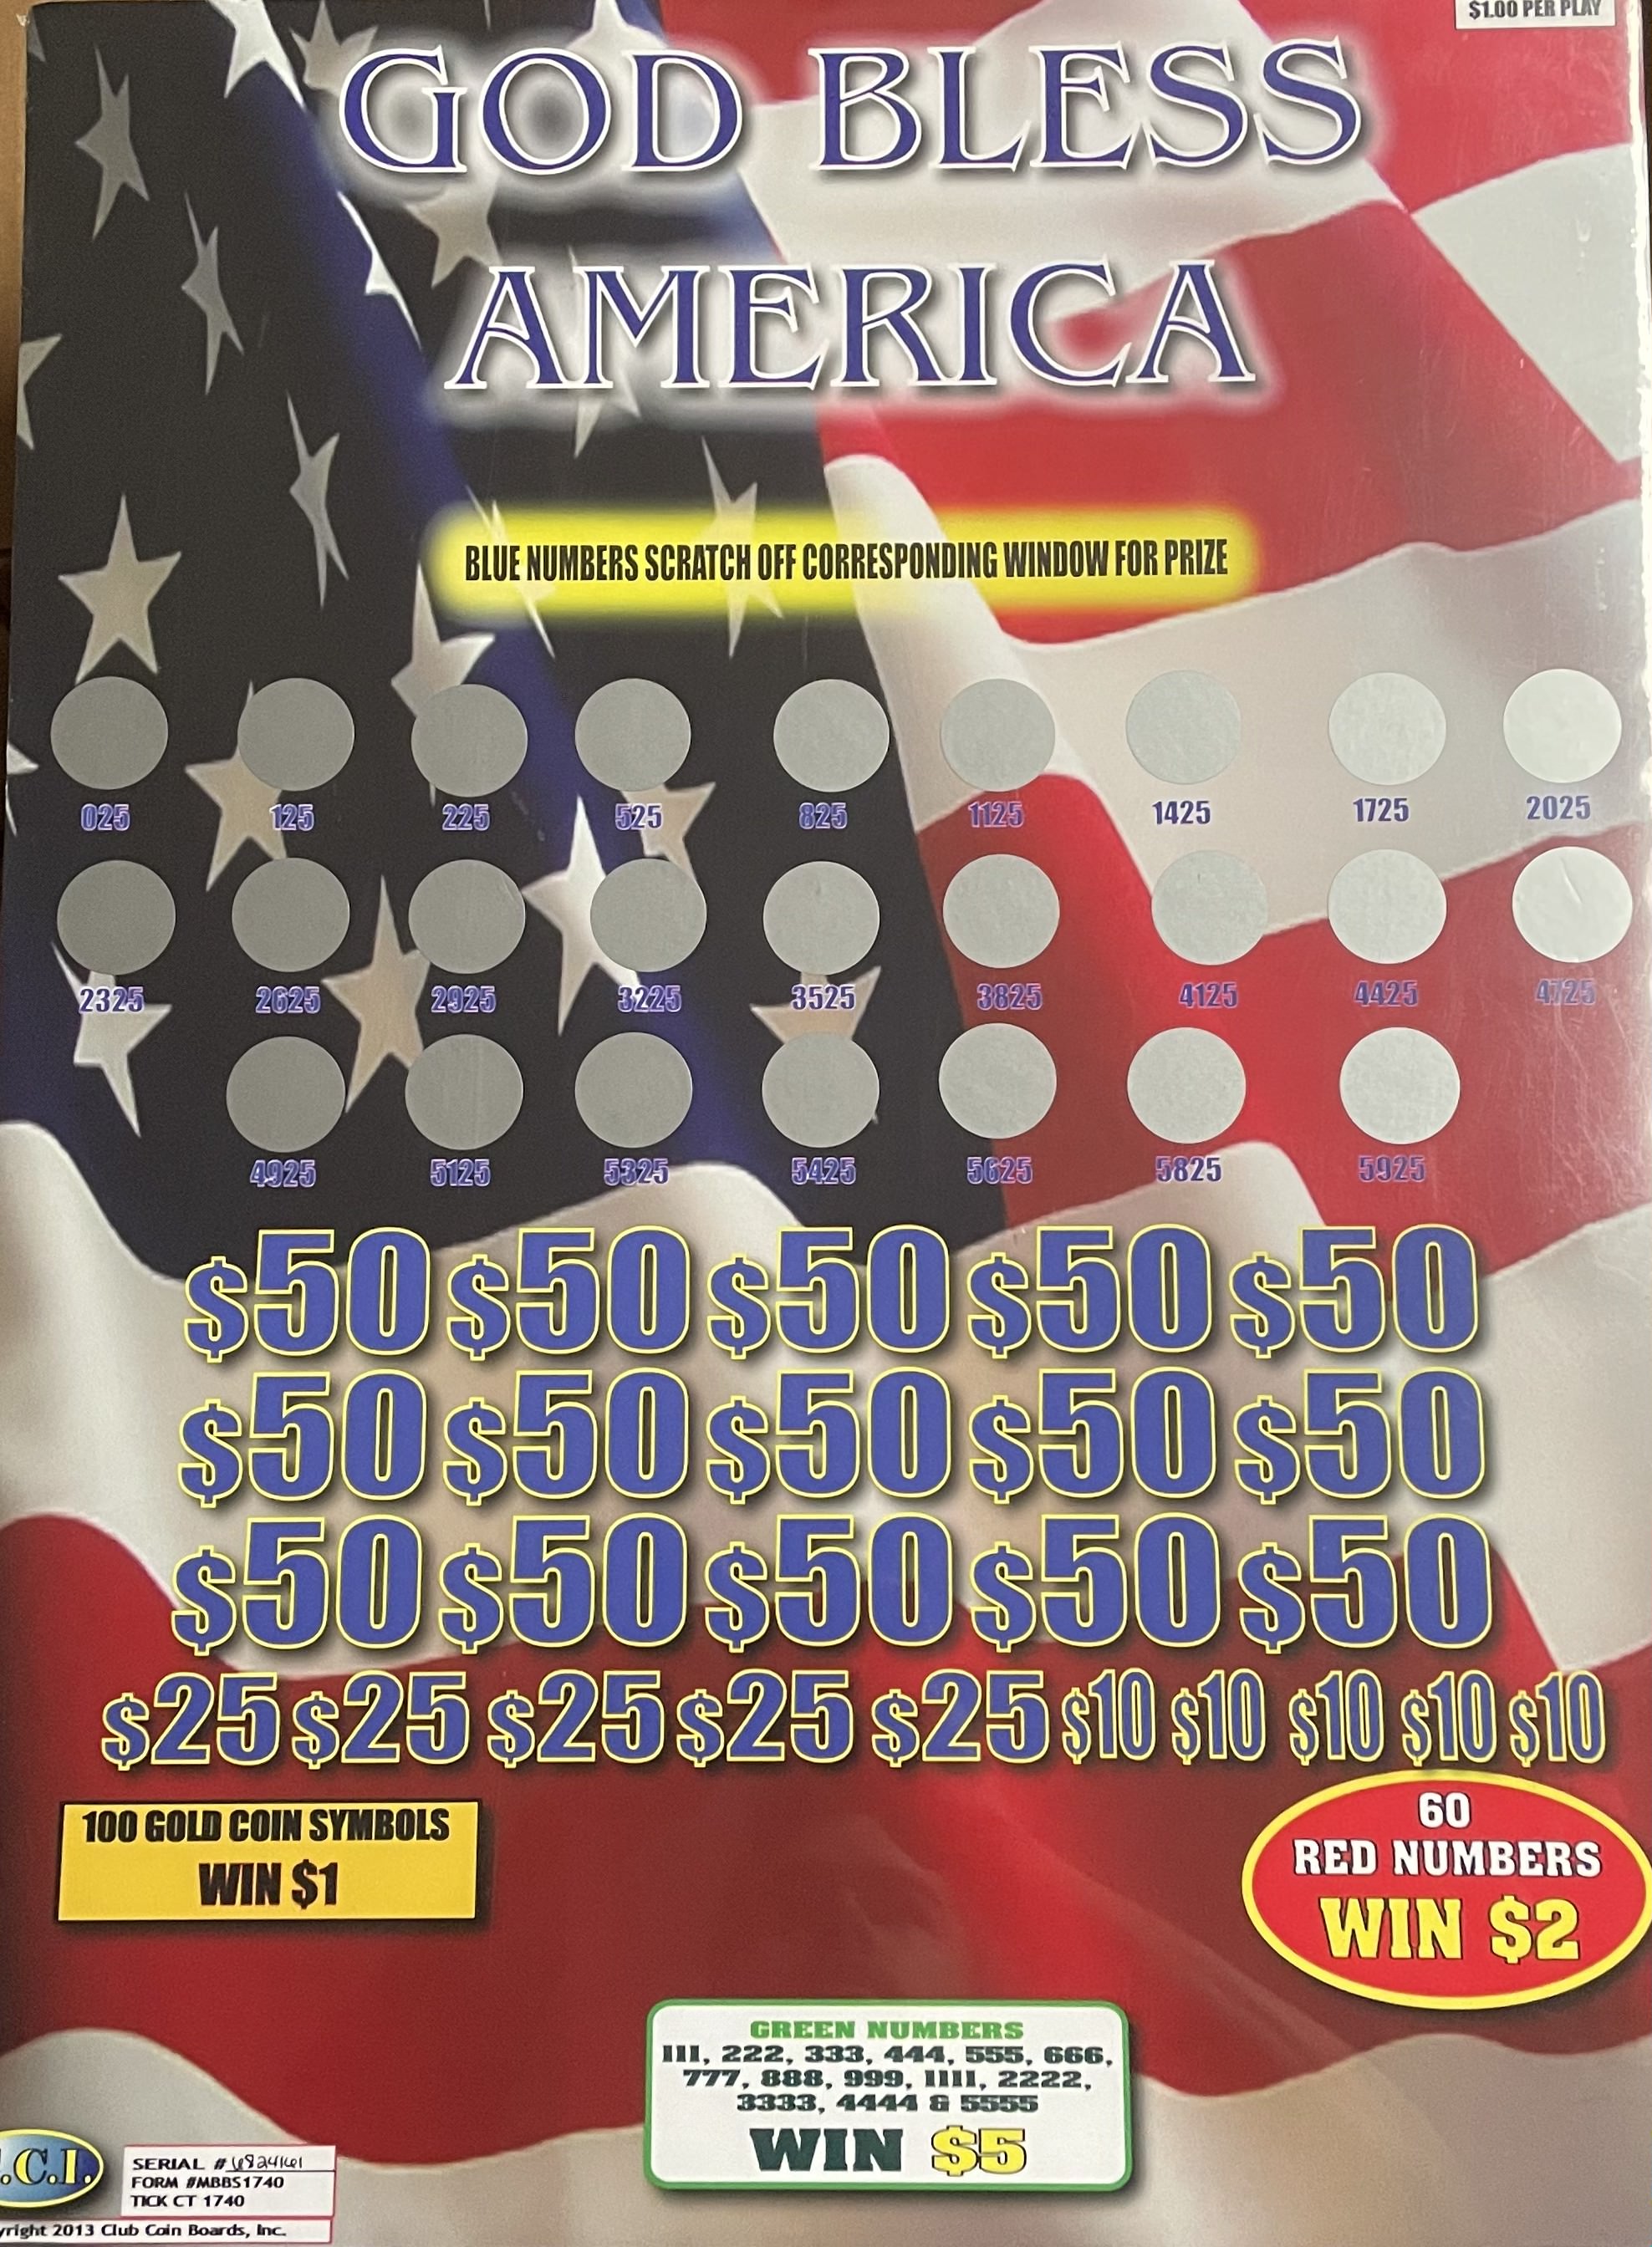 $1.00 PER PLAY
GOD BLESS
AMERICA
BLUE NUMBERS SCRATCH OFF CORRESPONDING WINDOW FOR PRIZE
025 125 225 525 825 1125 1425 1725 2025
2325 2625 2925 3225 3525 3825 4125 4425 4725
4925 5125 5325 5425 5625 5825 5925
$50 $50 $50 $50 $50
$50 $50 $50 $50 $50
$50 $50 $50 $50 $50
$25 $25 $25 $25 $25 $10 $10 $10 $10 $10
100 GOLD COIN SYMBOLS
WIN $1
60
RED NUMBERS
WIN $2
GREEN NUMBERS
111, 222, 333, 444, 555, 666,
777, 888, 999, 1111, 2222,
3333, 4444 & 5555
WIN $5
.C.I.
SERIAL #
FORM #MBBS1740
TICK CT 1740
yright 2013 Club Coin Boards, Inc.